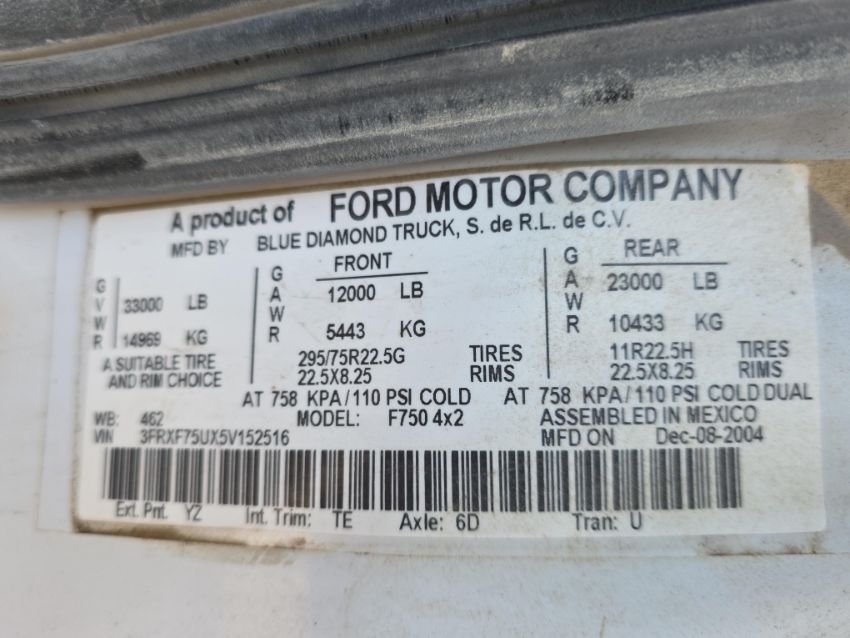 A product of FORD MOTOR COMPANY
MFD BY BLUE DIAMOND TRUCK, S. de R.L. de C.V.
GVWR 33000 LB 14969 KG
GAWR FRONT 12000 LB 5443 KG
GAWR REAR 23000 LB 10433 KG
A SUITABLE TIRE 295/75R22.5G TIRES 11R22.5H TIRES
AND RIM CHOICE 22.5X8.25 RIMS 22.5X8.25 RIMS
AT 758 KPA/110 PSI COLD AT 758 KPA/110 PSI COLD DUAL
WB: 462 MODEL: F750 4x2 ASSEMBLED IN MEXICO
VIN 3FRXF75UX5V152516 MFD ON Dec-08-2004
Ext. Pnt. YZ Int. Trim: TE Axle: 6D Tran: U